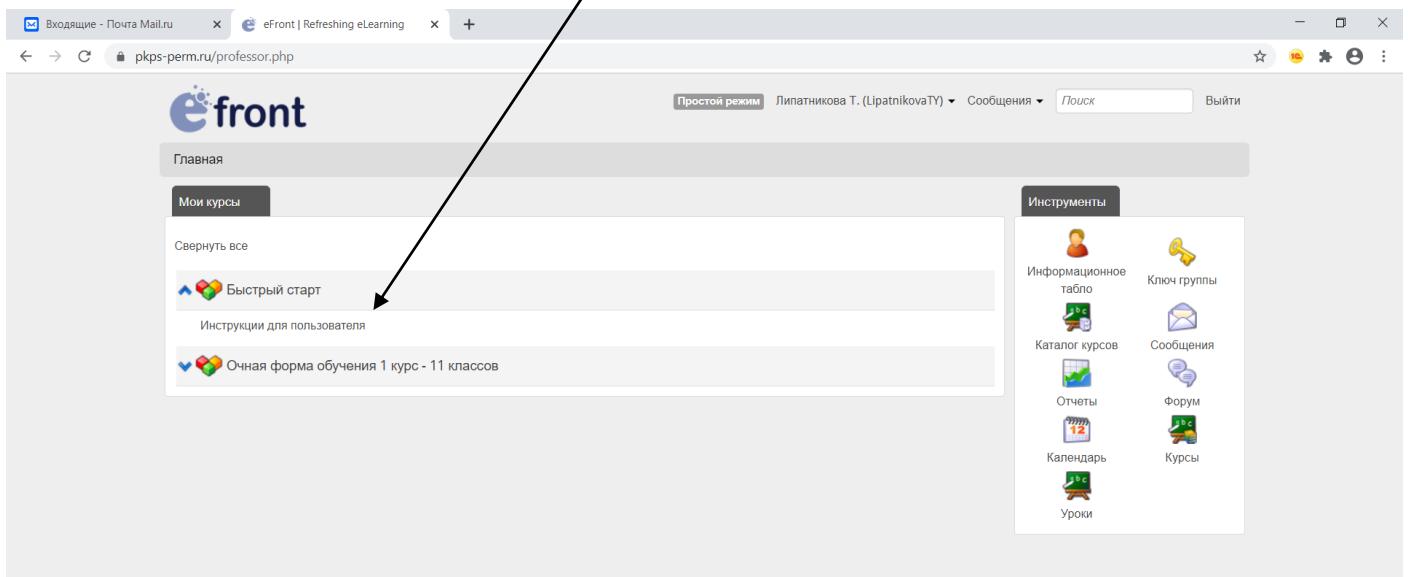 Входящие - Почта Mail.ru
eFront | Refreshing eLearning
pkps-perm.ru/professor.php
1С
efront
Простой режим Липатникова Т. (LipatnikovaTY) Сообщения Поиск Выйти
Главная
Мои курсы
Свернуть все
Быстрый старт
Инструкции для пользователя
Очная форма обучения 1 курс - 11 классов
Инструменты
Информационное
табло
Ключ группы
Каталог курсов
Сообщения
Отчеты
Форум
12
Календарь
Курсы
Уроки